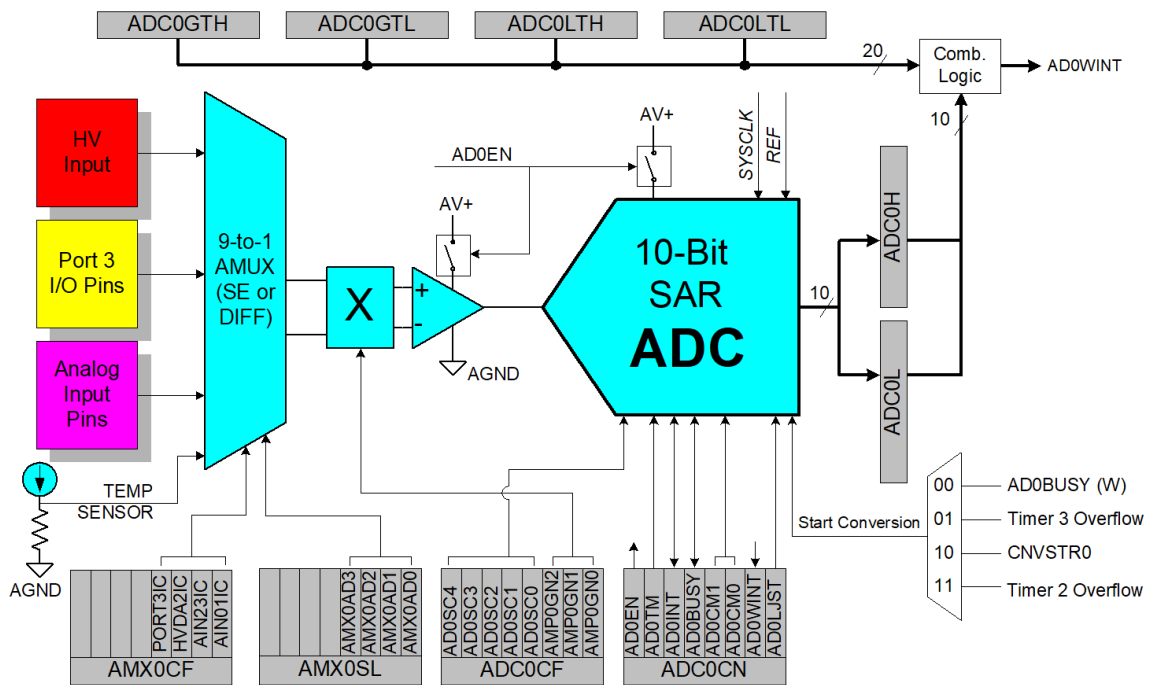 ADC0GTH
ADC0GTL
ADC0LTH
ADC0LTL
20
Comb.
Logic
AD0WINT
10
HV
Input
Port 3
I/O Pins
Analog
Input
Pins
9-to-1
AMUX
(SE or
DIFF)
TEMP
SENSOR
AGND
X
+
-
AV+
AGND
AD0EN
AV+
SYSCLK
REF
10-Bit
SAR
ADC
10
ADC0H
ADC0L
Start Conversion
00
AD0BUSY (W)
01
Timer 3 Overflow
10
CNVSTR0
11
Timer 2 Overflow
PORT3IC
HVDA2IC
AIN23IC
AIN01IC
AMX0CF
AMX0AD3
AMX0AD2
AMX0AD1
AMX0AD0
AMX0SL
AD0SC4
AD0SC3
AD0SC2
AD0SC1
AD0SC0
AMP0GN2
AMP0GN1
AMP0GN0
ADC0CF
AD0EN
AD0TM
AD0INT
AD0BUSY
AD0CM1
AD0CM0
AD0WINT
AD0LJST
ADC0CN